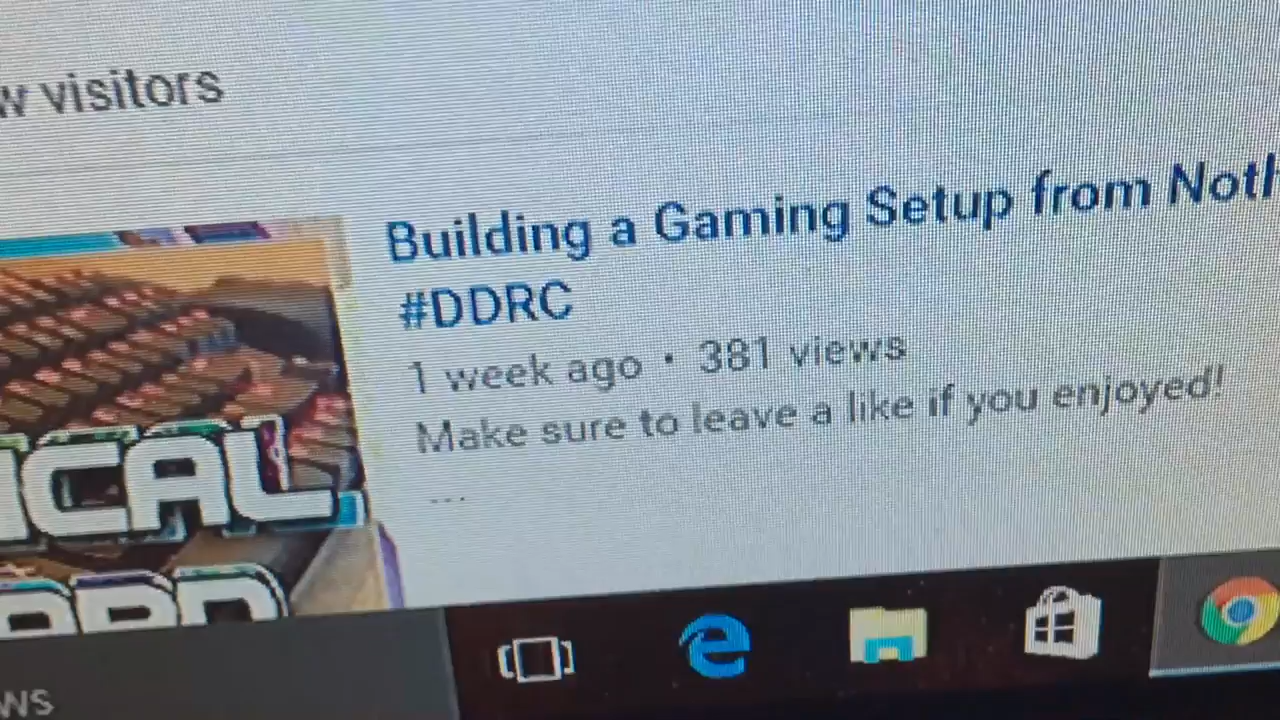 visitors
Building a Gaming Setup from
#DDRC
1 week ago · 381 views
Make sure to leave a like if you enjoyed!
...